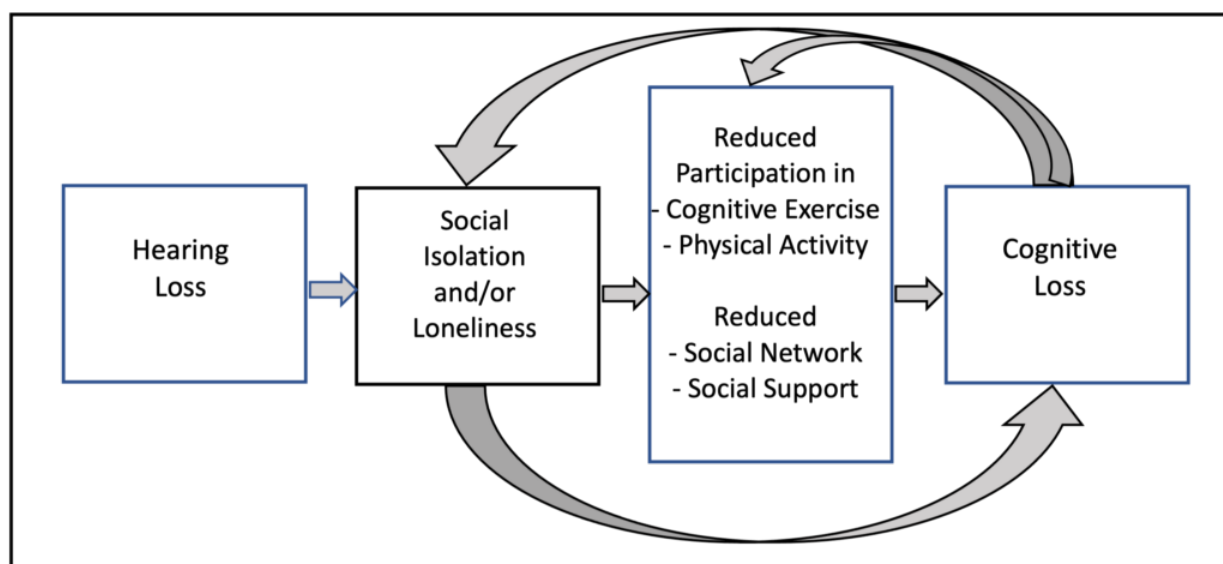 Hearing
Loss
Social
Isolation
and/or
Loneliness
Reduced
Participation in
- Cognitive Exercise
- Physical Activity
Reduced
- Social Network
- Social Support
Cognitive
Loss